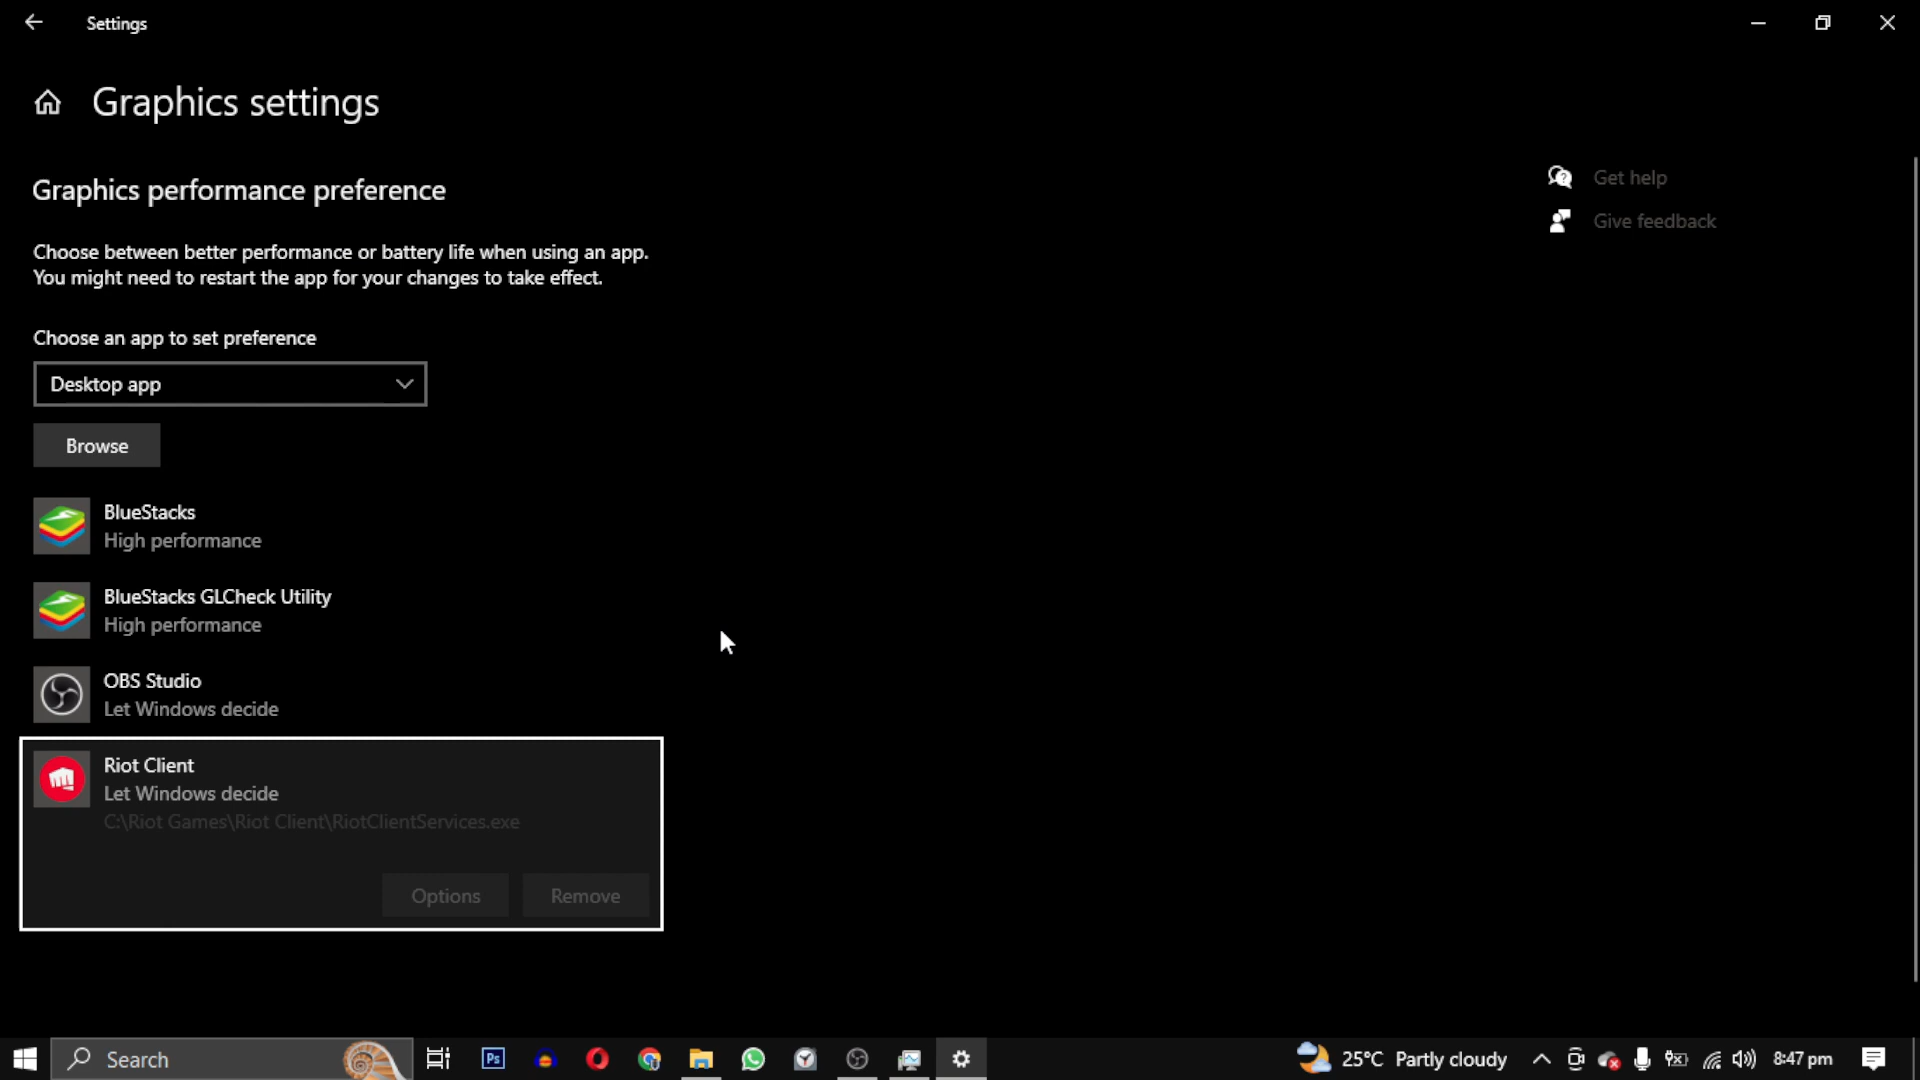 Settings
Graphics settings
Graphics performance preference
Choose between better performance or battery life when using an app.
You might need to restart the app for your changes to take effect.
Choose an app to set preference
Desktop app
Browse
BlueStacks
High performance
BlueStacks GLCheck Utility
High performance
OBS Studio
Let Windows decide
Riot Client
Let Windows decide
C:\Riot Games\Riot Client\RiotClientServices.exe
Options Remove
Get help
Give feedback
Search
Ps
25°C Partly cloudy
8:47 pm